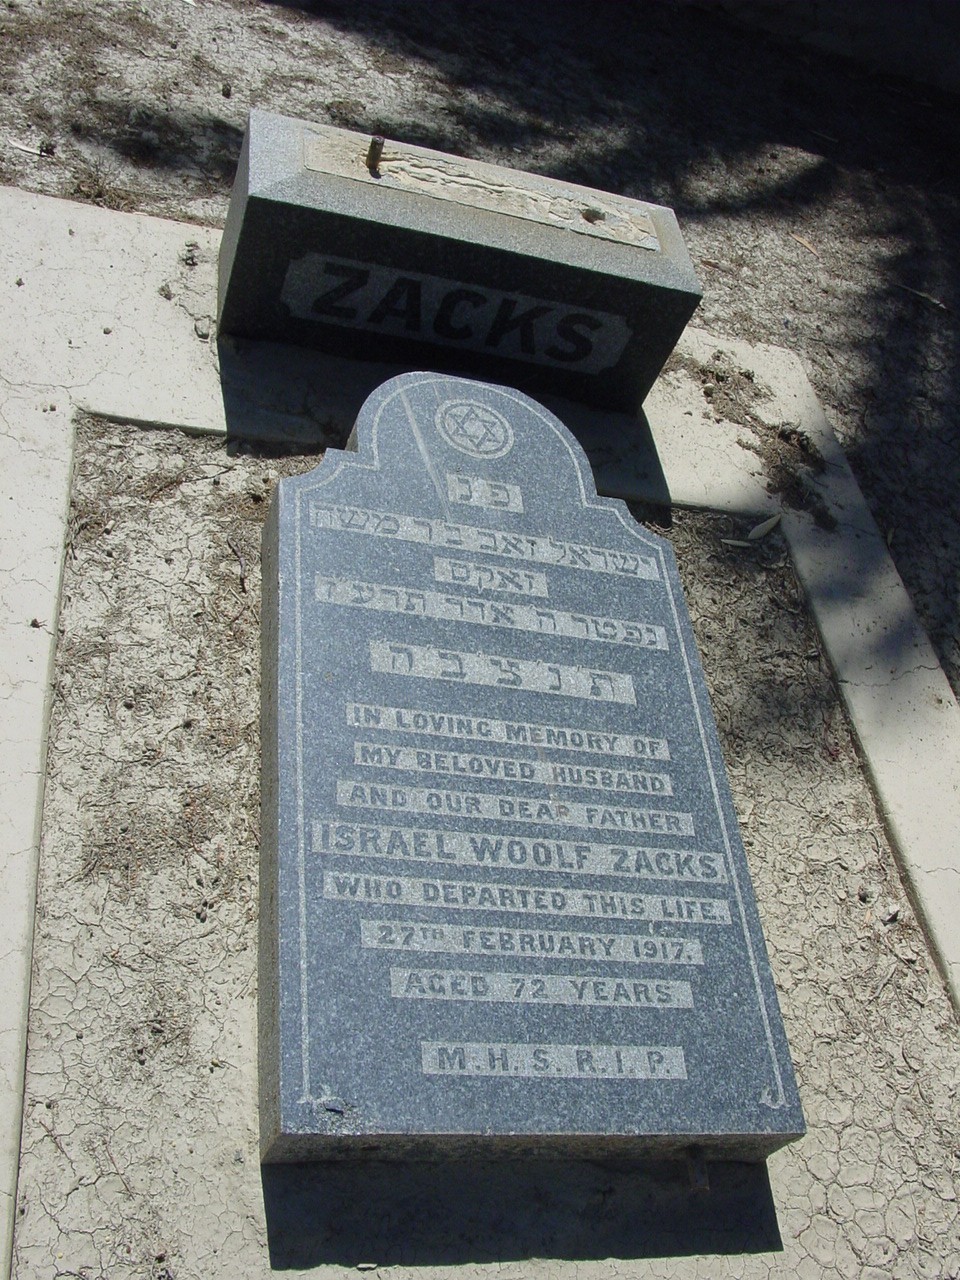 ZACKS
פ'נ
ישראל זאב ב'ר משה
זאקס
נפטר ה' אדר תרע'ז
ת' נ' צ' ב' ה'
IN LOVING MEMORY OF
MY BELOVED HUSBAND
AND OUR DEAR FATHER
ISRAEL WOOLF ZACKS.
WHO DEPARTED THIS LIFE.
27TH FEBRUARY 1917.
AGED 72 YEARS
M.H.S.R.I.P.